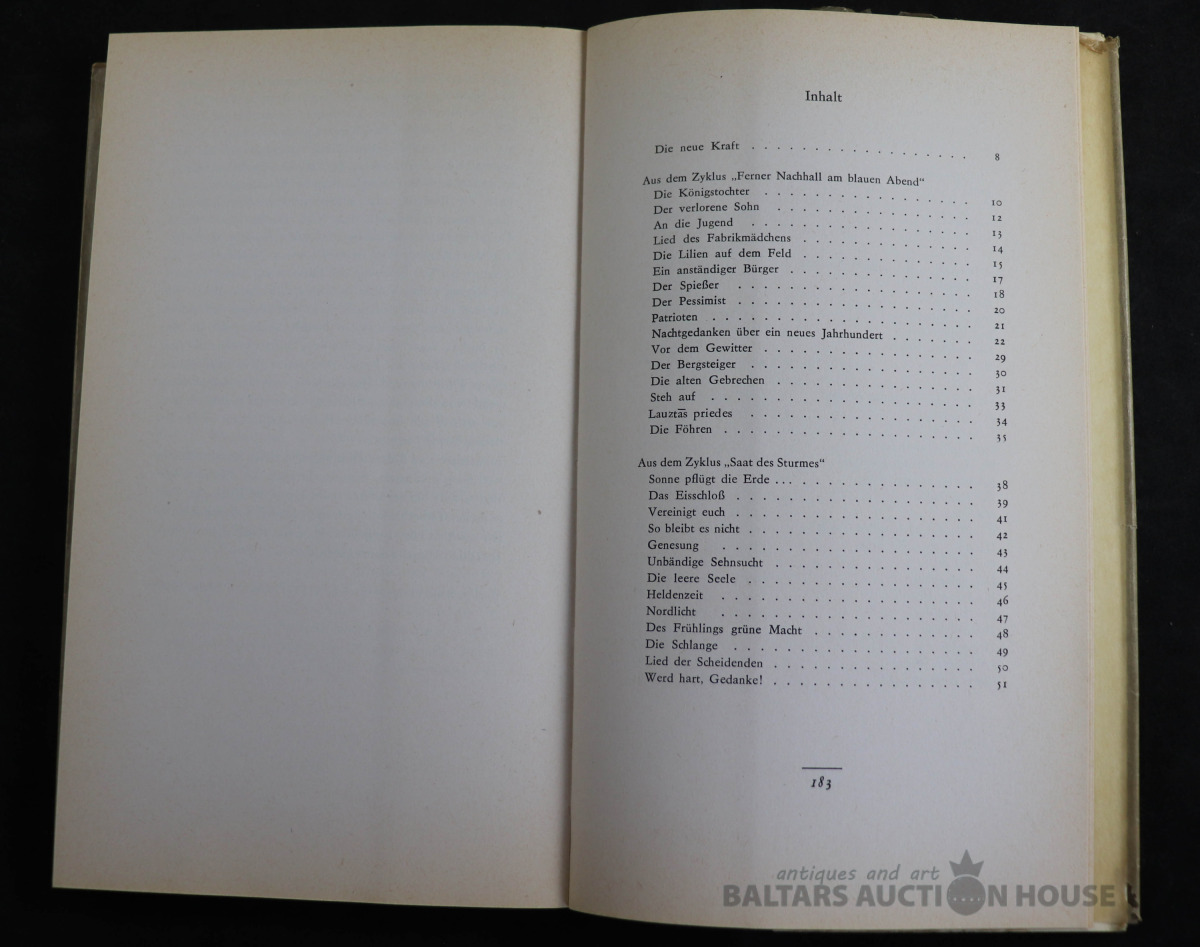 Inhalt
Die neue Kraft . . . . . . . . . . . . . . . . . 8
Aus dem Zyklus „Ferner Nachhall am blauen Abend“
Die Königstochter . . . . . . . . . . . . . . . . 10
Der verlorene Sohn . . . . . . . . . . . . . . . 12
An die Jugend . . . . . . . . . . . . . . . . . 13
Lied des Fabrikmädchens . . . . . . . . . . . . . 14
Die Lilien auf dem Feld . . . . . . . . . . . . . 15
Ein anständiger Bürger . . . . . . . . . . . . . . 17
Der Spießer . . . . . . . . . . . . . . . . . . 18
Der Pessimist . . . . . . . . . . . . . . . . . . 20
Patrioten . . . . . . . . . . . . . . . . . . . . 21
Nachtgedanken über ein neues Jahrhundert . . . . . . 22
Vor dem Gewitter . . . . . . . . . . . . . . . . 29
Der Bergsteiger . . . . . . . . . . . . . . . . . 30
Die alten Gebrechen . . . . . . . . . . . . . . . 31
Steh auf . . . . . . . . . . . . . . . . . . . . 33
Lauztās priedes . . . . . . . . . . . . . . . . . 34
Die Föhren . . . . . . . . . . . . . . . . . . . 35
Aus dem Zyklus „Saat des Sturmes“
Sonne pflügt die Erde ... . . . . . . . . . . . . . 38
Das Eisschloß . . . . . . . . . . . . . . . . . . 39
Vereinigt euch . . . . . . . . . . . . . . . . . . 41
So bleibt es nicht . . . . . . . . . . . . . . . . . 42
Genesung . . . . . . . . . . . . . . . . . . . 43
Unbändige Sehnsucht . . . . . . . . . . . . . . . 44
Die leere Seele . . . . . . . . . . . . . . . . . 45
Heldenzeit . . . . . . . . . . . . . . . . . . . 46
Nordlicht . . . . . . . . . . . . . . . . . . . 47
Des Frühlings grüne Macht . . . . . . . . . . . . 48
Die Schlange . . . . . . . . . . . . . . . . . . 49
Lied der Scheidenden . . . . . . . . . . . . . . . 50
Werd hart, Gedanke! . . . . . . . . . . . . . . . 51
183
antiques and art
BALTARS AUCTION HOUSE